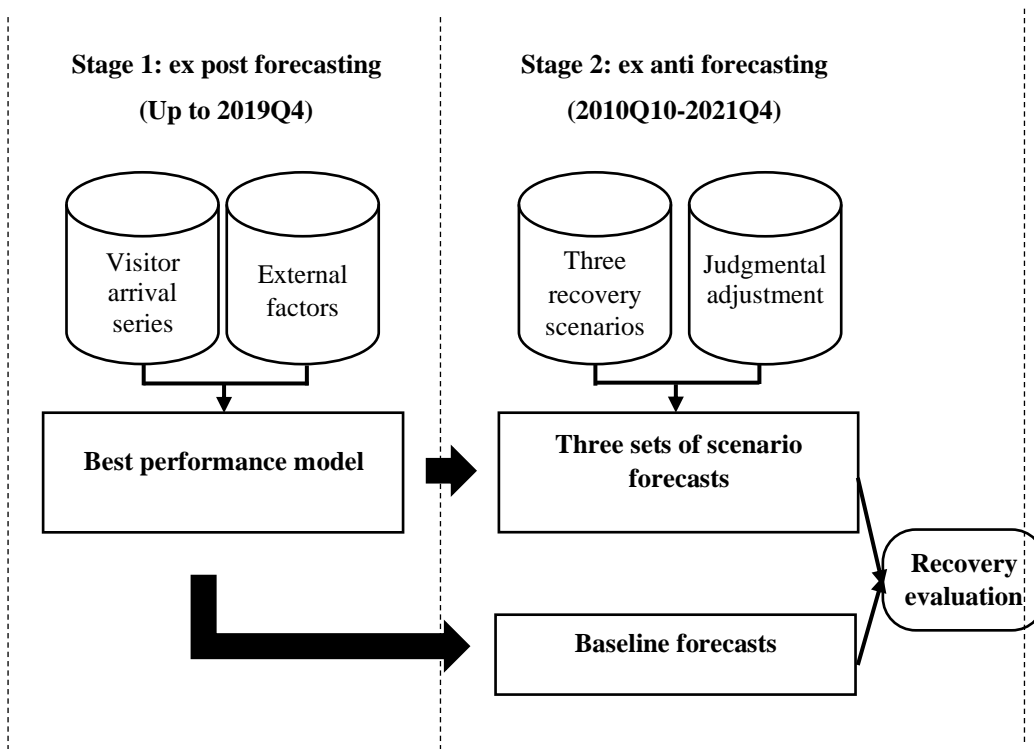 Stage 1: ex post forecasting
(Up to 2019Q4)
Visitor
arrival
series
External
factors
Best performance model
Stage 2: ex anti forecasting
(2010Q10-2021Q4)
Three
recovery
scenarios
Judgmental
adjustment
Three sets of scenario
forecasts
Baseline forecasts
Recovery
evaluation